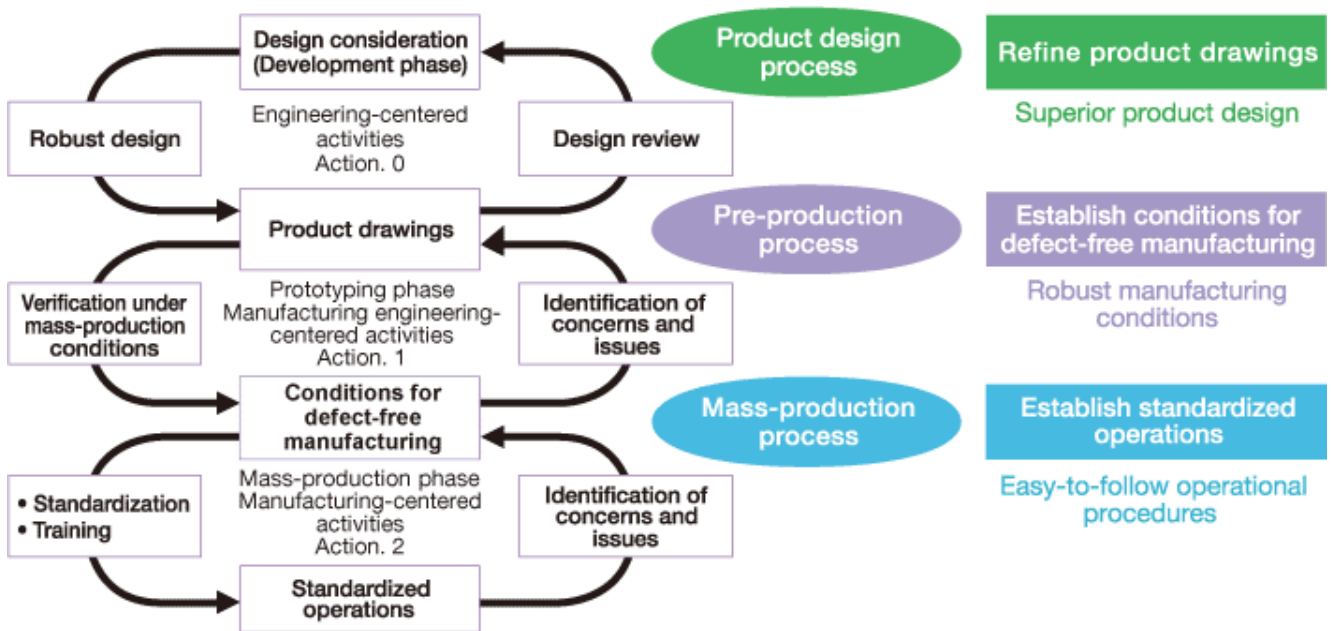 Design consideration
(Development phase)
Robust design
Engineering-centered
activities
Action. 0
Design review
Product drawings
Verification under
mass-production
conditions
Prototyping phase
Manufacturing engineering-
centered activities
Action. 1
Identification of
concerns and
issues
Conditions for
defect-free
manufacturing
• Standardization
• Training
Mass-production phase
Manufacturing-centered
activities
Action. 2
Identification of
concerns and
issues
Standardized
operations
Product design
process
Refine product drawings
Superior product design
Pre-production
process
Establish conditions for
defect-free manufacturing
Robust manufacturing
conditions
Mass-production
process
Establish standardized
operations
Easy-to-follow operational
procedures